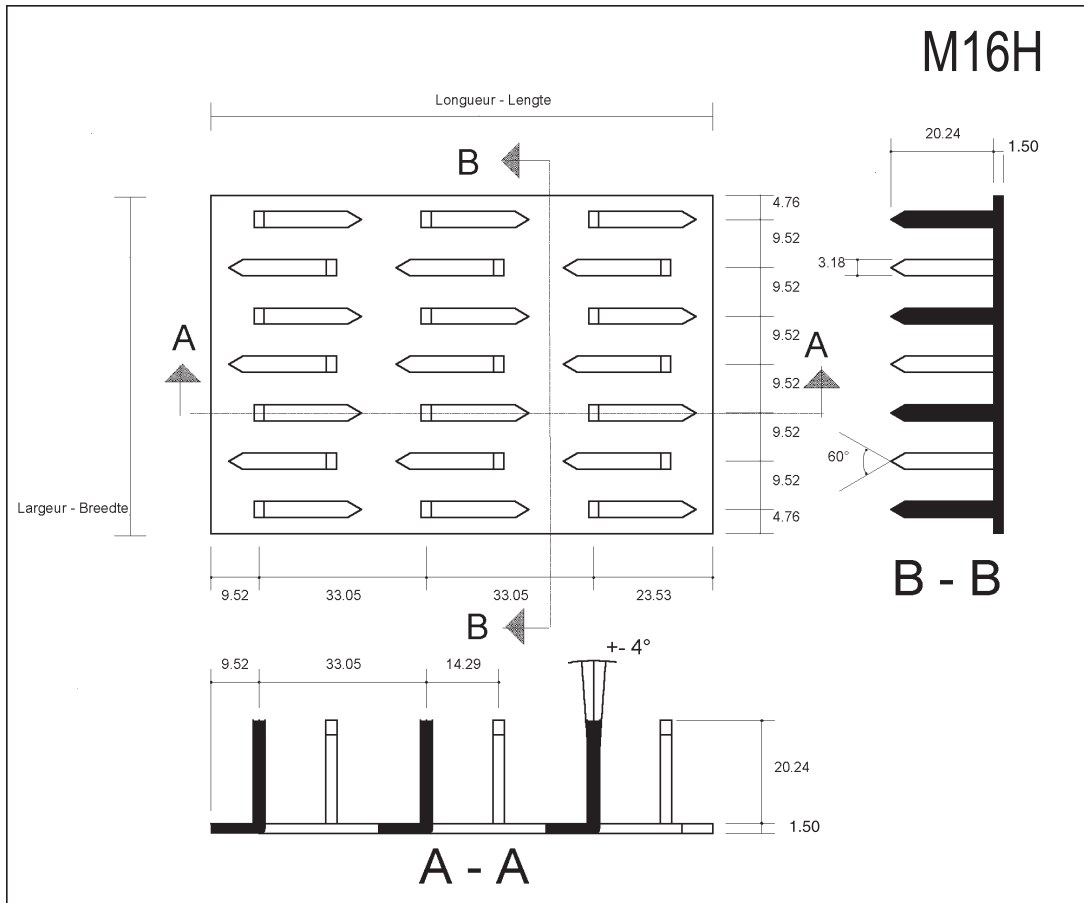 M16H
Longueur - Lengte
20.24
1.50
B
4.76
9.52
9.52
3.18
9.52
A
A
9.52
9.52
60°
9.52
Largeur - Breedte
4.76
B - B
9.52
33.05
33.05
23.53
B
+- 4°
9.52
33.05
14.29
20.24
1.50
A - A